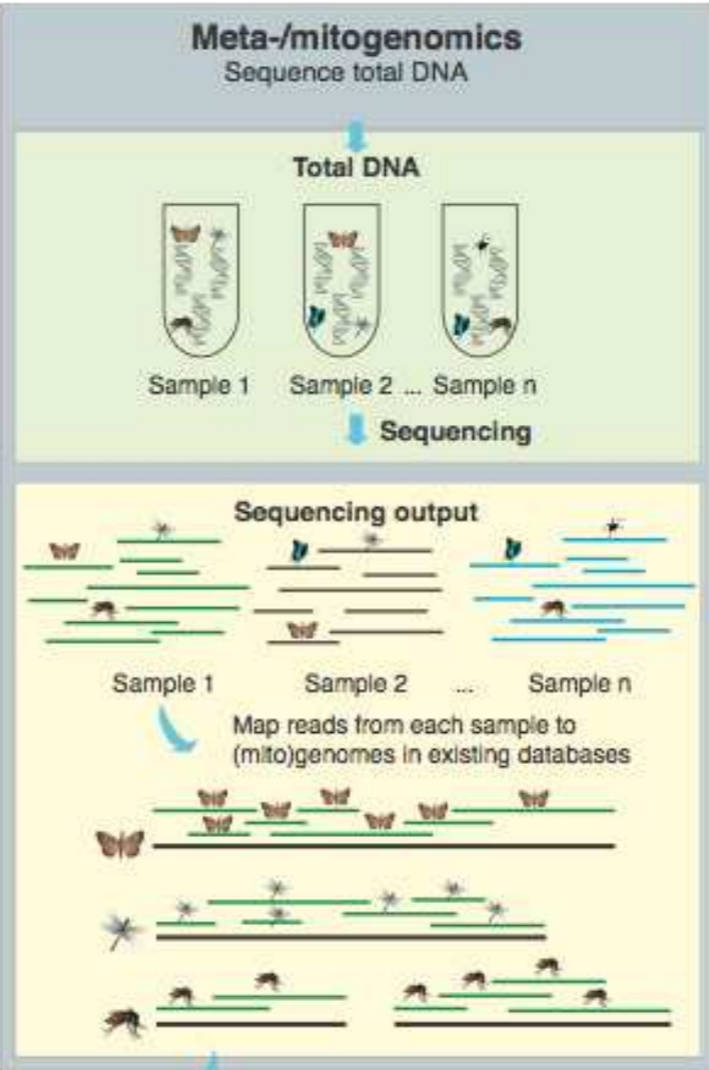 Meta-/mitogenomics
Sequence total DNA
Total DNA
Sample 1 Sample 2 ... Sample n
Sequencing
Sequencing output
Sample 1 Sample 2 ... Sample n
Map reads from each sample to
(mito)genomes in existing databases